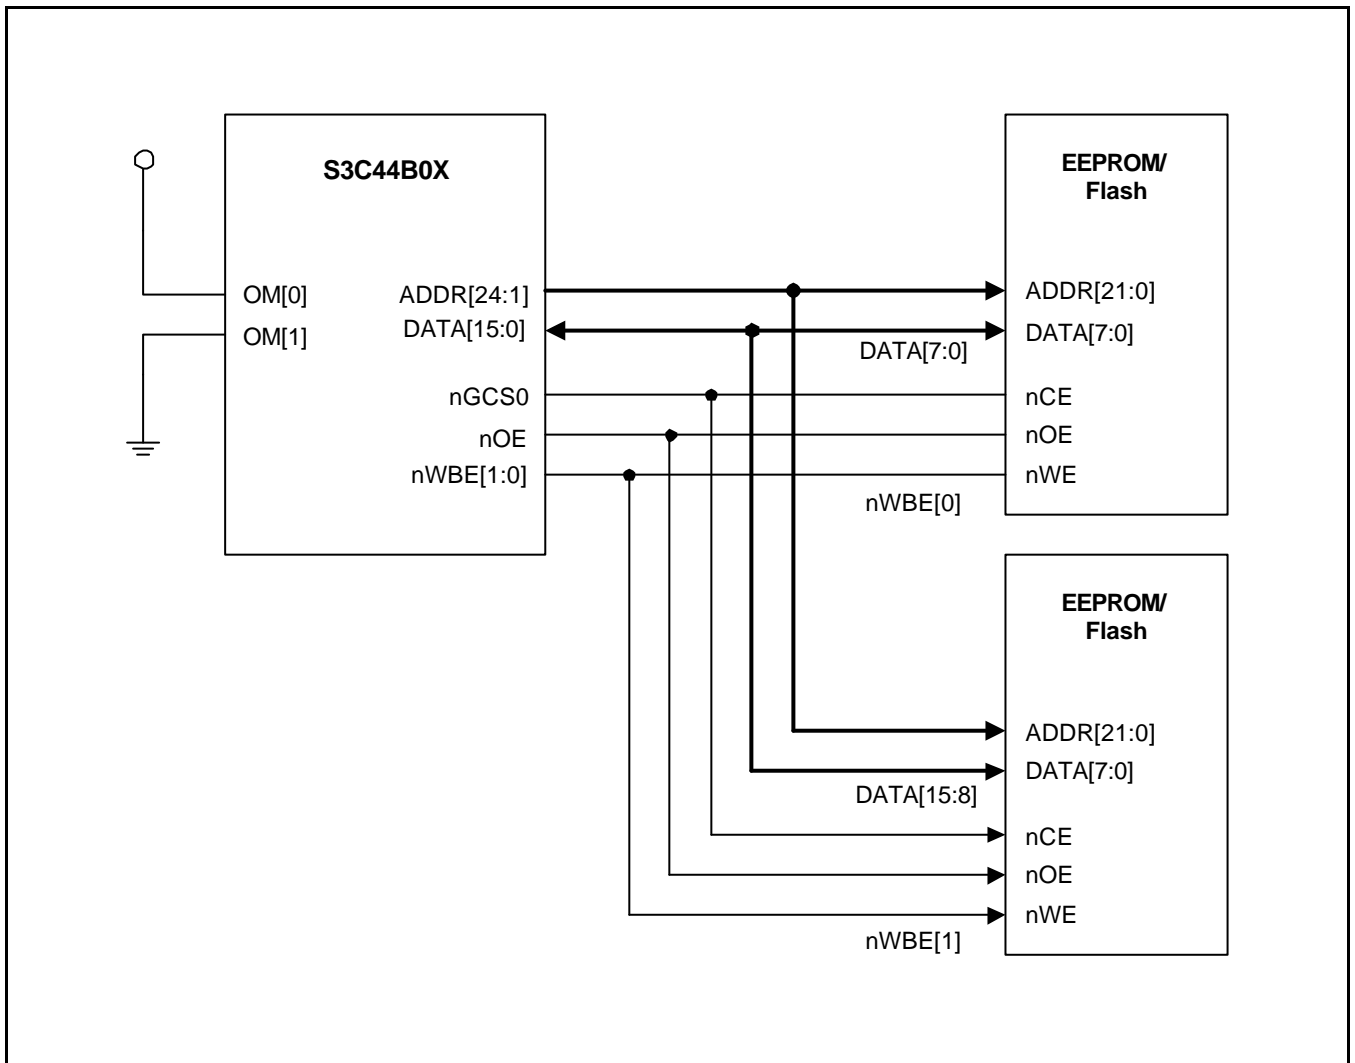 S3C44B0X
OM[0]
OM[1]
ADDR[24:1]
DATA[15:0]
nGCS0
nOE
nWBE[1:0]
DATA[7:0]
nWBE[0]
EEPROM/
Flash
ADDR[21:0]
DATA[7:0]
nCE
nOE
nWE
DATA[15:8]
nWBE[1]
EEPROM/
Flash
ADDR[21:0]
DATA[7:0]
nCE
nOE
nWE